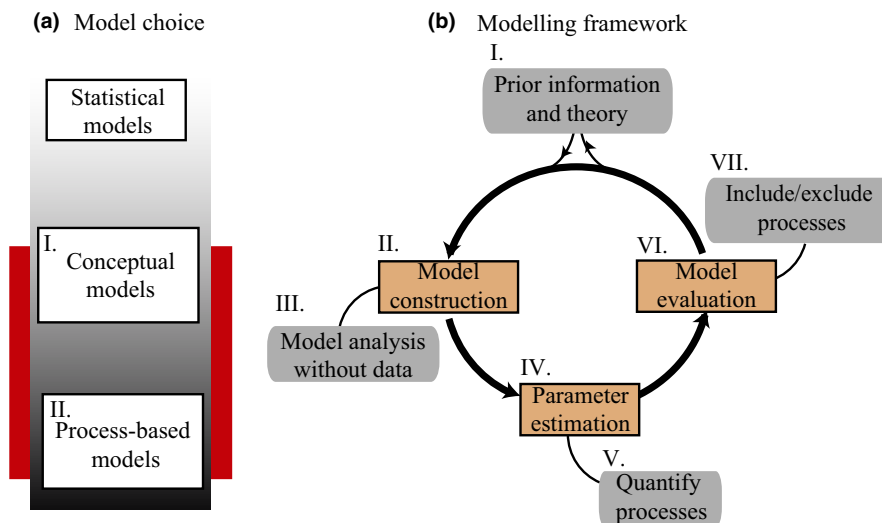 (a) Model choice
Statistical
models
I.
Conceptual
models
II.
Process-based
models
(b) Modelling framework
I.
Prior information
and theory
II.
Model
construction
III.
Model analysis
without data
IV.
Parameter
estimation
V.
Quantify
processes
VI.
Model
evaluation
VII.
Include/exclude
processes